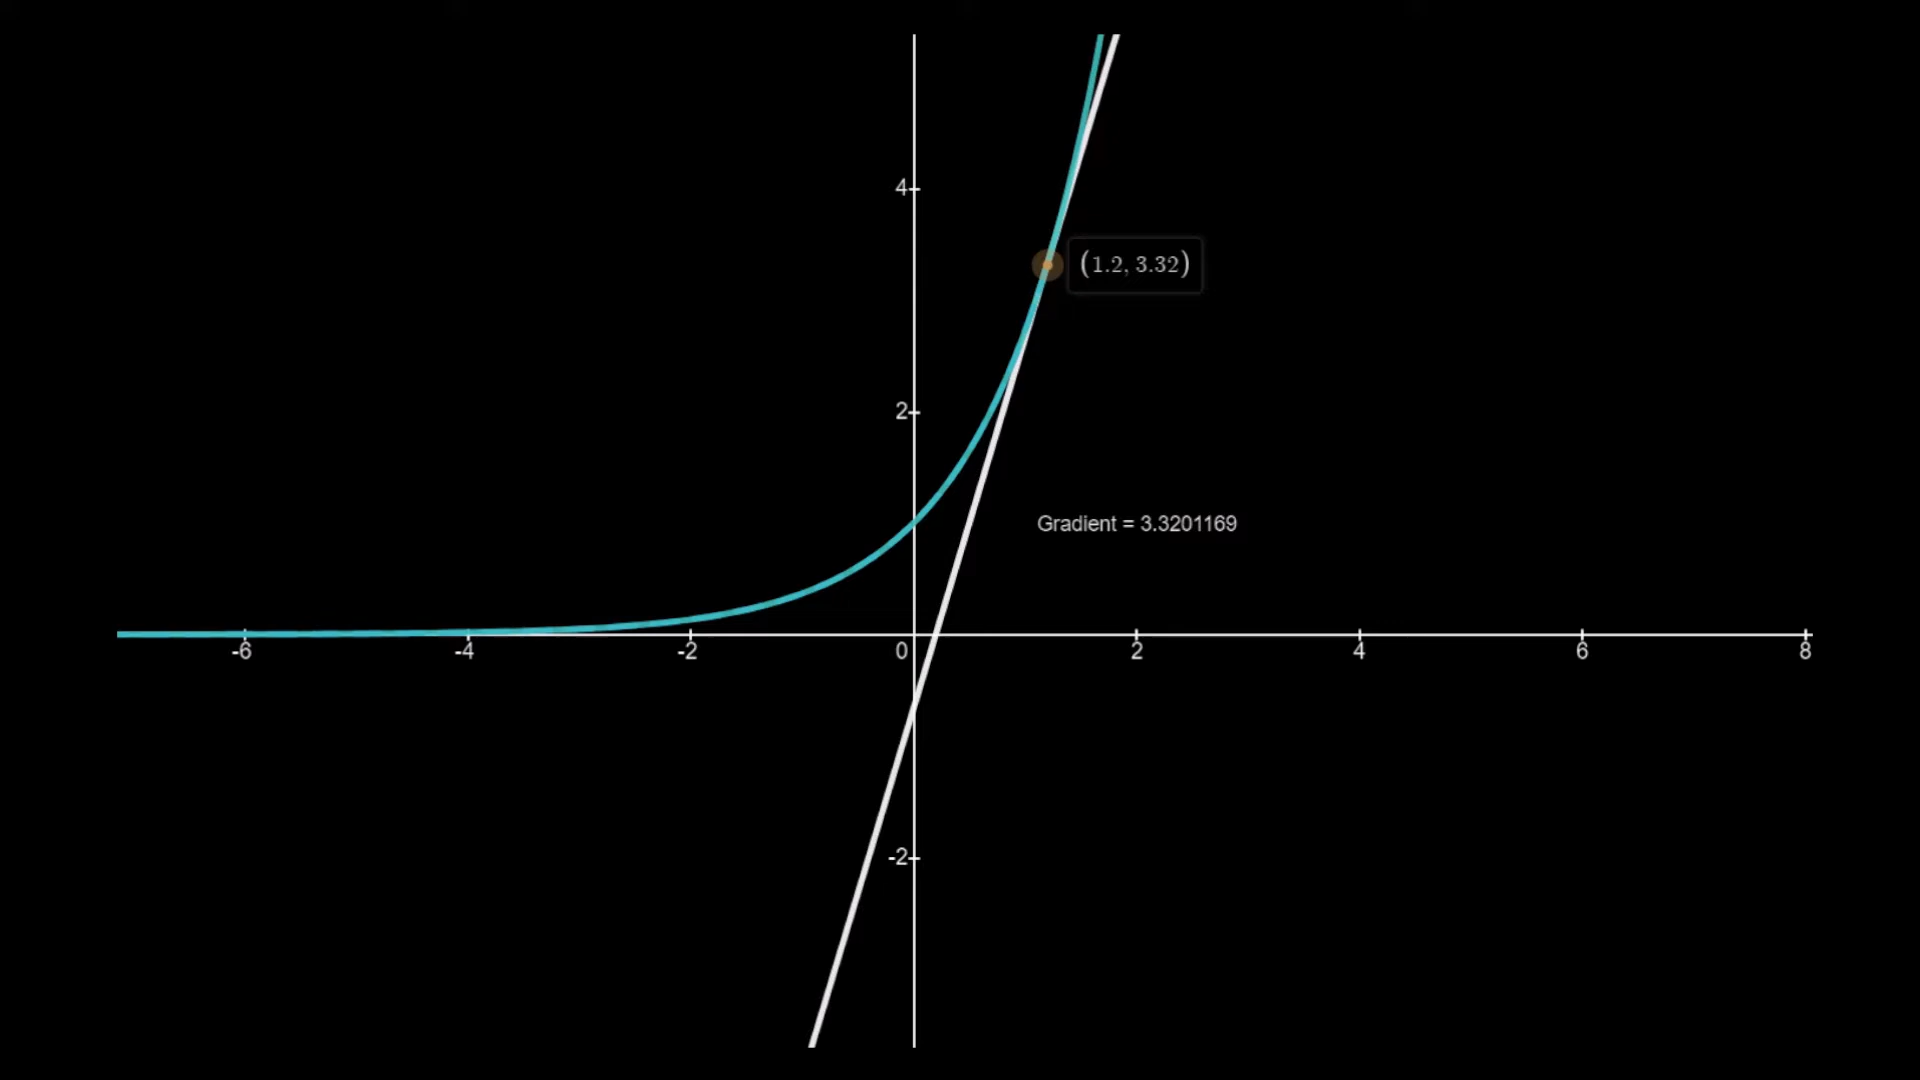 4
(1.2, 3.32)
2
Gradient = 3.3201169
-6 -4 -2 0 2 4 6 8
-2